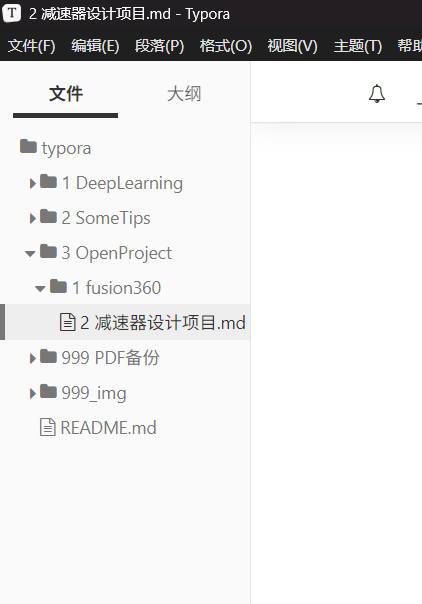 T 2 减速器设计项目.md - Typora
文件(F) 编辑(E) 段落(P) 格式(O) 视图(V) 主题(T) 帮助
文件 大纲
typora
1 DeepLearning
2 SomeTips
3 OpenProject
1 fusion360
2 减速器设计项目.md
999 PDF备份
999_img
README.md